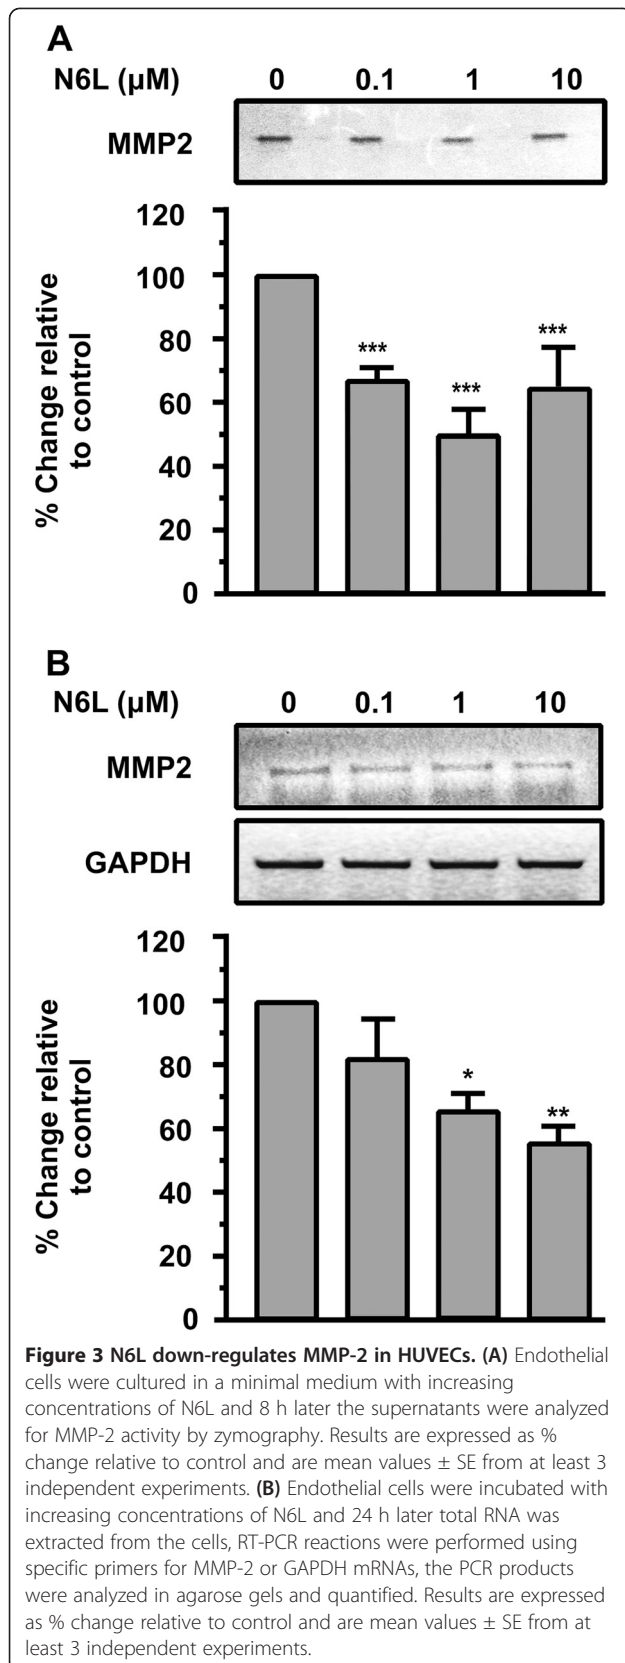 A
N6L (µM) 0 0.1 1 10
MMP2
120
100
80
60
40
20
0
% Change relative
to control
***
***
***
B
N6L (µM) 0 0.1 1 10
MMP2
GAPDH
120
100
80
60
40
20
0
% Change relative
to control
*
**
Figure 3 N6L down-regulates MMP-2 in HUVECs. (A) Endothelial
cells were cultured in a minimal medium with increasing
concentrations of N6L and 8 h later the supernatants were analyzed
for MMP-2 activity by zymography. Results are expressed as %
change relative to control and are mean values ± SE from at least 3
independent experiments. (B) Endothelial cells were incubated with
increasing concentrations of N6L and 24 h later total RNA was
extracted from the cells, RT-PCR reactions were performed using
specific primers for MMP-2 or GAPDH mRNAs, the PCR products
were analyzed in agarose gels and quantified. Results are expressed
as % change relative to control and are mean values ± SE from at
least 3 independent experiments.